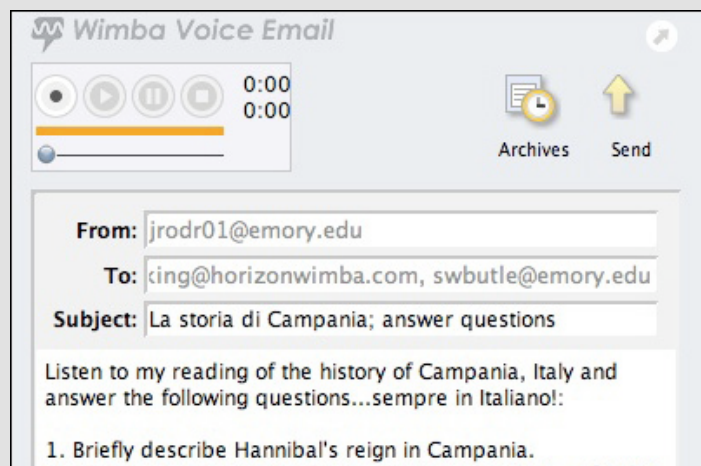 Wimba Voice Email
0:00
0:00
Archives
Send
From: jrodr01@emory.edu
To: king@horizonwimba.com, swbutle@emory.edu
Subject: La storia di Campania; answer questions
Listen to my reading of the history of Campania, Italy and
answer the following questions...sempre in Italiano!:
1. Briefly describe Hannibal's reign in Campania.